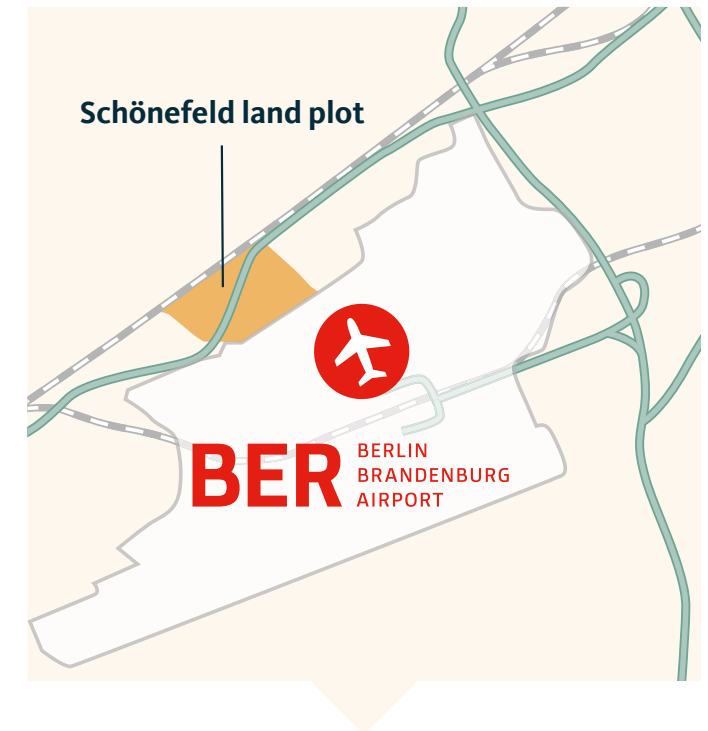 Schönefeld land plot
BER
BERLIN
BRANDENBURG
AIRPORT